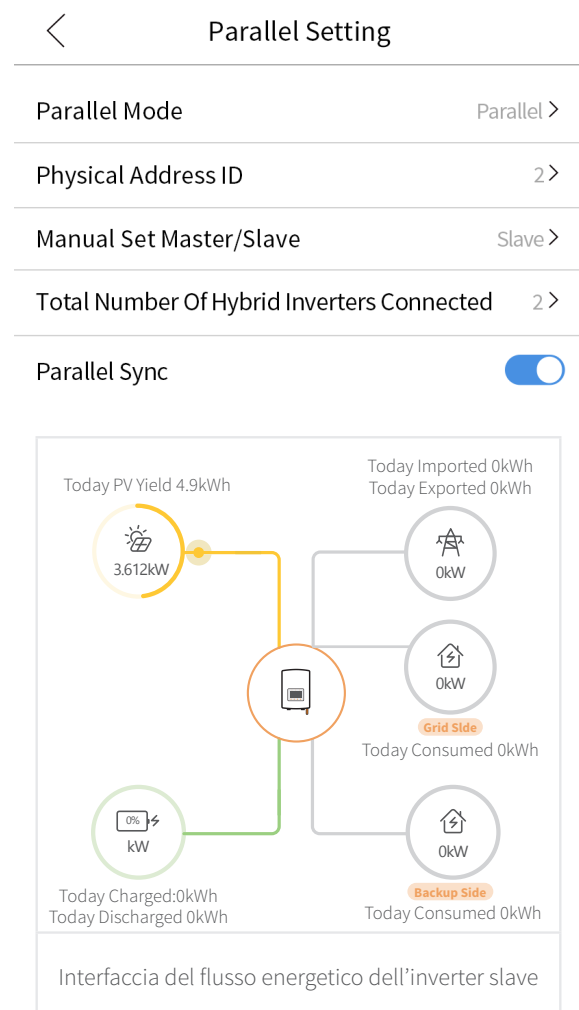 Parallel Setting
Parallel Mode Parallel
Physical Address ID 2
Manual Set Master/Slave Slave
Total Number Of Hybrid Inverters Connected 2
Parallel Sync
Today Imported 0kWh
Today PV Yield 4.9kWh
Today Exported 0kWh
3.612kW
0kW
0kW
Grid SIde
Today Consumed 0kWh
0%
kW
0kW
Backup Side
Today Charged:0kWh
Today Discharged 0kWh
Today Consumed 0kWh
Interfaccia del flusso energetico dell’inverter slave